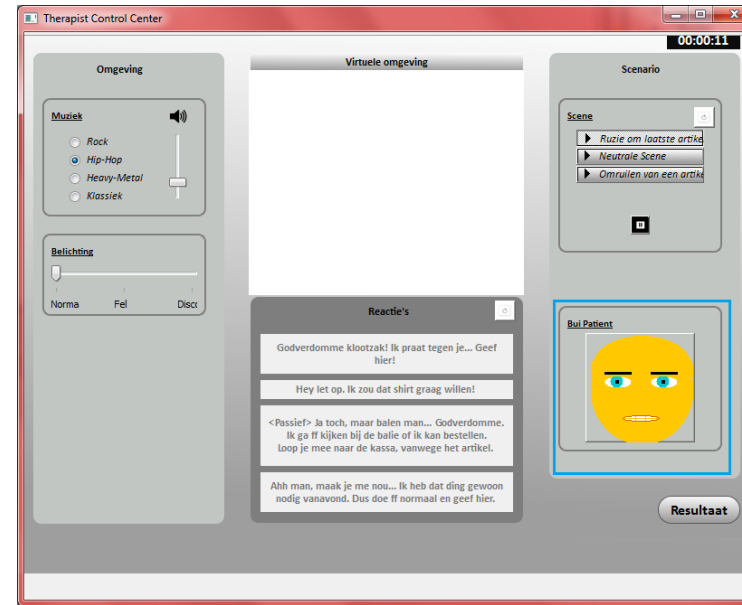 Therapist Control Center
00:00:11
Omgeving
Muziek
Rock
Hip-Hop
Heavy-Metal
Klassiek
Belichting
Norma
Fel
Disco
Virtuele omgeving
Reactie's
Godverdomme klootzak! Ik praat tegen je... Geef
hier!
Hey let op. Ik zou dat shirt graag willen!
<Passief> Ja toch, maar balen man... Godverdomme.
Ik ga ff kijken bij de balie of ik kan bestellen.
Loop je mee naar de kassa, vanwege het artikel.
Ahh man, maak je me nou... Ik heb dat ding gewoon
nodig vanavond. Dus doe ff normaal en geef hier.
Scenario
Scene
Ruzie om laatste artike
Neutrale Scene
Omruilen van een artike
Bui Patient
Resultaat